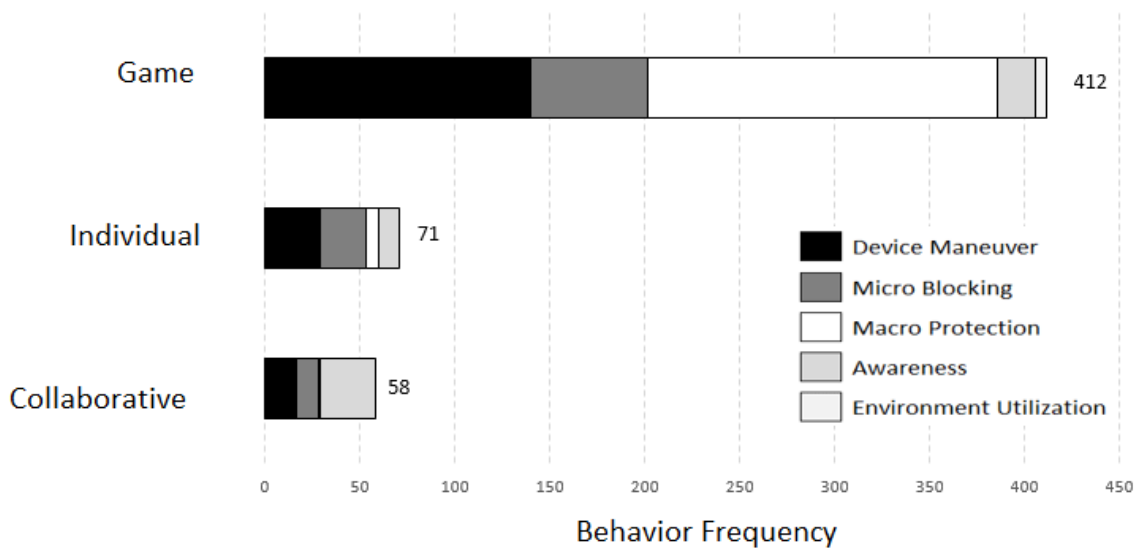 Game
412
Individual
71
Device Maneuver
Micro Blocking
Macro Protection
Awareness
Environment Utilization
Collaborative
58
0 50 100 150 200 250 300 350 400 450
Behavior Frequency